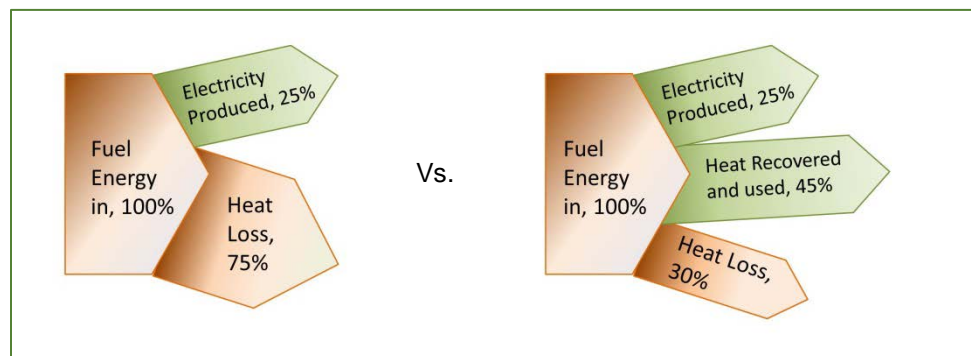 Electricity
Produced, 25%
Fuel
Energy
in, 100%
Heat
Loss,
75%
Vs.
Electricity
Produced, 25%
Fuel
Energy
in, 100%
Heat Recovered
and used, 45%
Heat Loss,
30%